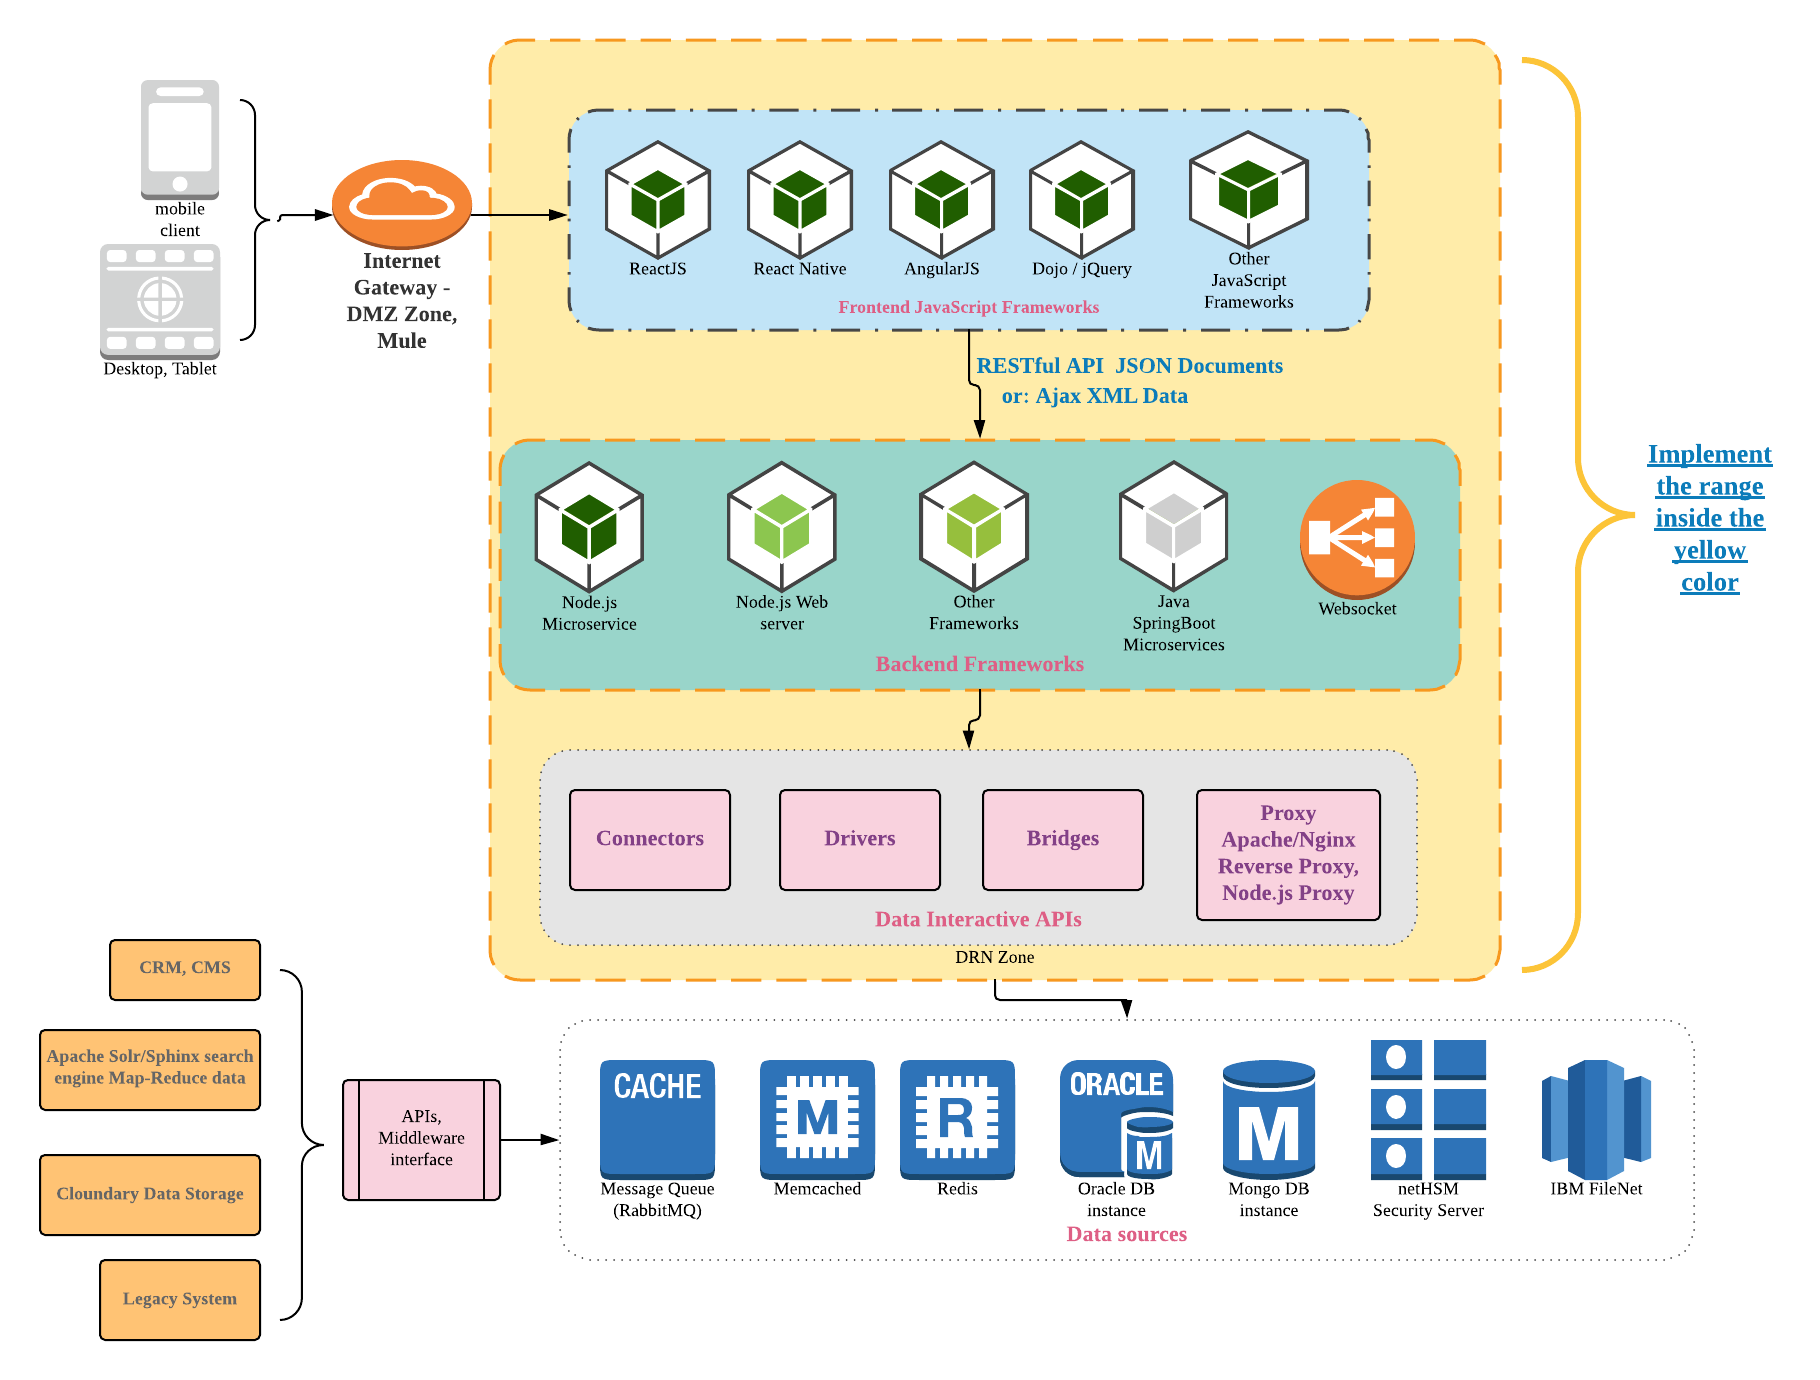 mobile
client
Desktop, Tablet
Internet
Gateway -
DMZ Zone,
Mule
ReactJS
React Native
AngularJS
Dojo / jQuery
Other
JavaScript
Frameworks
Frontend JavaScript Frameworks
RESTful API  JSON Documents
or: Ajax XML Data
Node.js
Microservice
Node.js Web
server
Other
Frameworks
Java
SpringBoot
Microservices
Websocket
Backend Frameworks
Implement
the range
inside the
yellow
color
Connectors
Drivers
Bridges
Proxy
Apache/Nginx
Reverse Proxy,
Node.js Proxy
Data Interactive APIs
DRN Zone
CRM, CMS
Apache Solr/Sphinx search
engine Map-Reduce data
Cloundary Data Storage
Legacy System
APIs,
Middleware
interface
CACHE
Message Queue
(RabbitMQ)
M
Memcached
R
Redis
ORACLE
M
Oracle DB
instance
M
Mongo DB
instance
netHSM
Security Server
IBM FileNet
Data sources